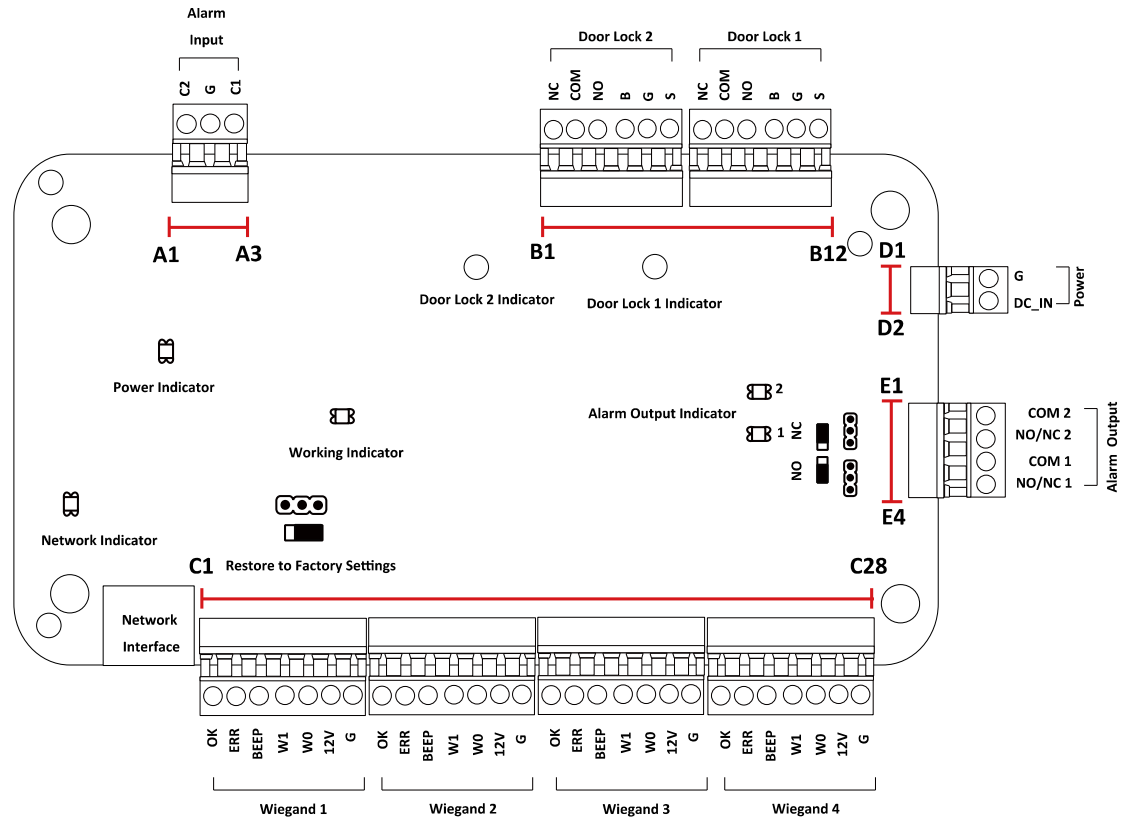 Alarm
Input
C2 G C1
Door Lock 2
NC COM NO B G S
Door Lock 1
NC COM NO B G S
A1 A3
B1 B12
D1
D2
G
DC_IN
Power
Door Lock 2 Indicator
Door Lock 1 Indicator
Power Indicator
E1
E4
2
Alarm Output Indicator
1
NC
NO
COM 2
NO/NC 2
COM 1
NO/NC 1
Alarm Output
Working Indicator
Network Indicator
Restore to Factory Settings
C1 C28
Network
Interface
OK ERR BEEP W1 W0 12V G
OK ERR BEEP W1 W0 12V G
OK ERR BEEP W1 W0 12V G
OK ERR BEEP W1 W0 12V G
Wiegand 1
Wiegand 2
Wiegand 3
Wiegand 4